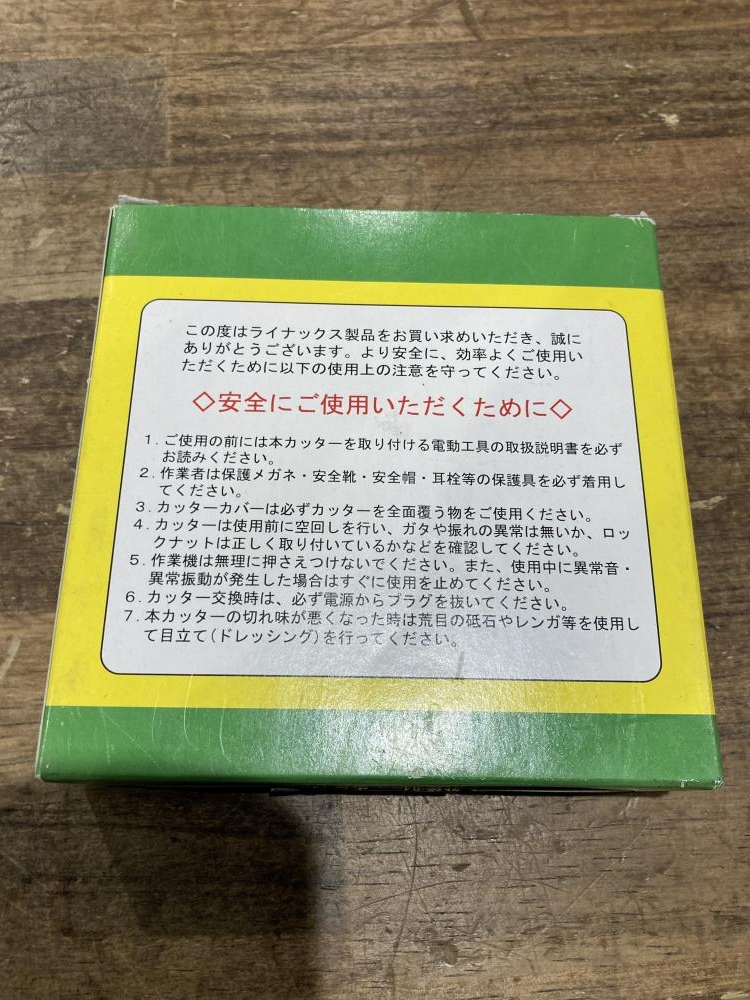 この度はライナックス製品をお買い求めいただき、誠に
ありがとうございます。より安全に、効率よくご使用い
ただくために以下の使用上の注意を守ってください。
◇安全にご使用いただくために◇
1. ご使用の前には本カッターを取り付ける電動工具の取扱説明書を必ず
お読みください。
2. 作業者は保護メガネ・安全靴・安全帽・耳栓等の保護具を必ず着用し
てください。
3. カッターカバーは必ずカッターを全面覆う物をご使用ください。
4. カッターは使用前に空回しを行い、ガタや振れの異常は無いか、ロッ
クナットは正しく取り付いているかなどを確認してください。
5. 作業機は無理に押さえつけないでください。また、使用中に異常音・
異常振動が発生した場合はすぐに使用を止めてください。
6. カッター交換時は、必ず電源からプラグを抜いてください。
7. 本カッターの切れ味が悪くなった時は荒目の砥石やレンガ等を使用し
て目立て(ドレッシング)を行ってください。